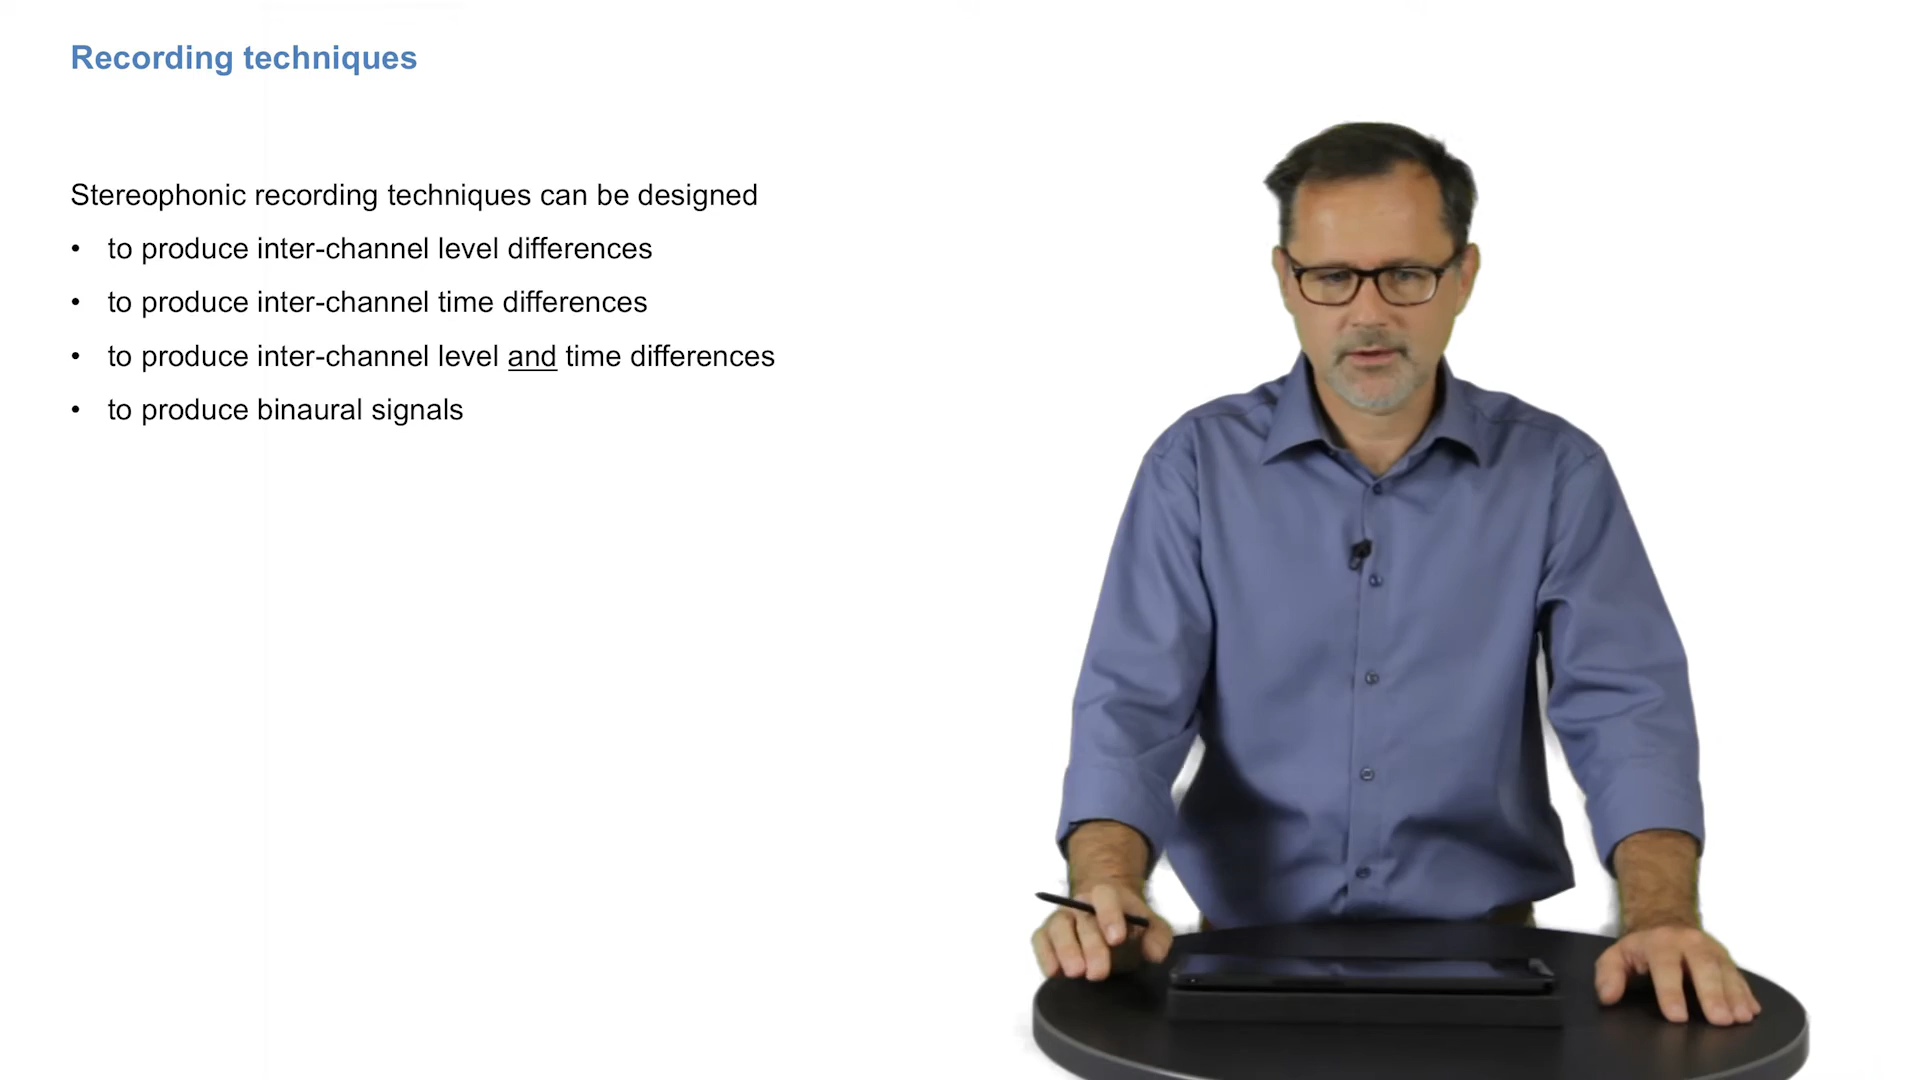 Recording techniques
Stereophonic recording techniques can be designed
• to produce inter-channel level differences
• to produce inter-channel time differences
• to produce inter-channel level and time differences
• to produce binaural signals